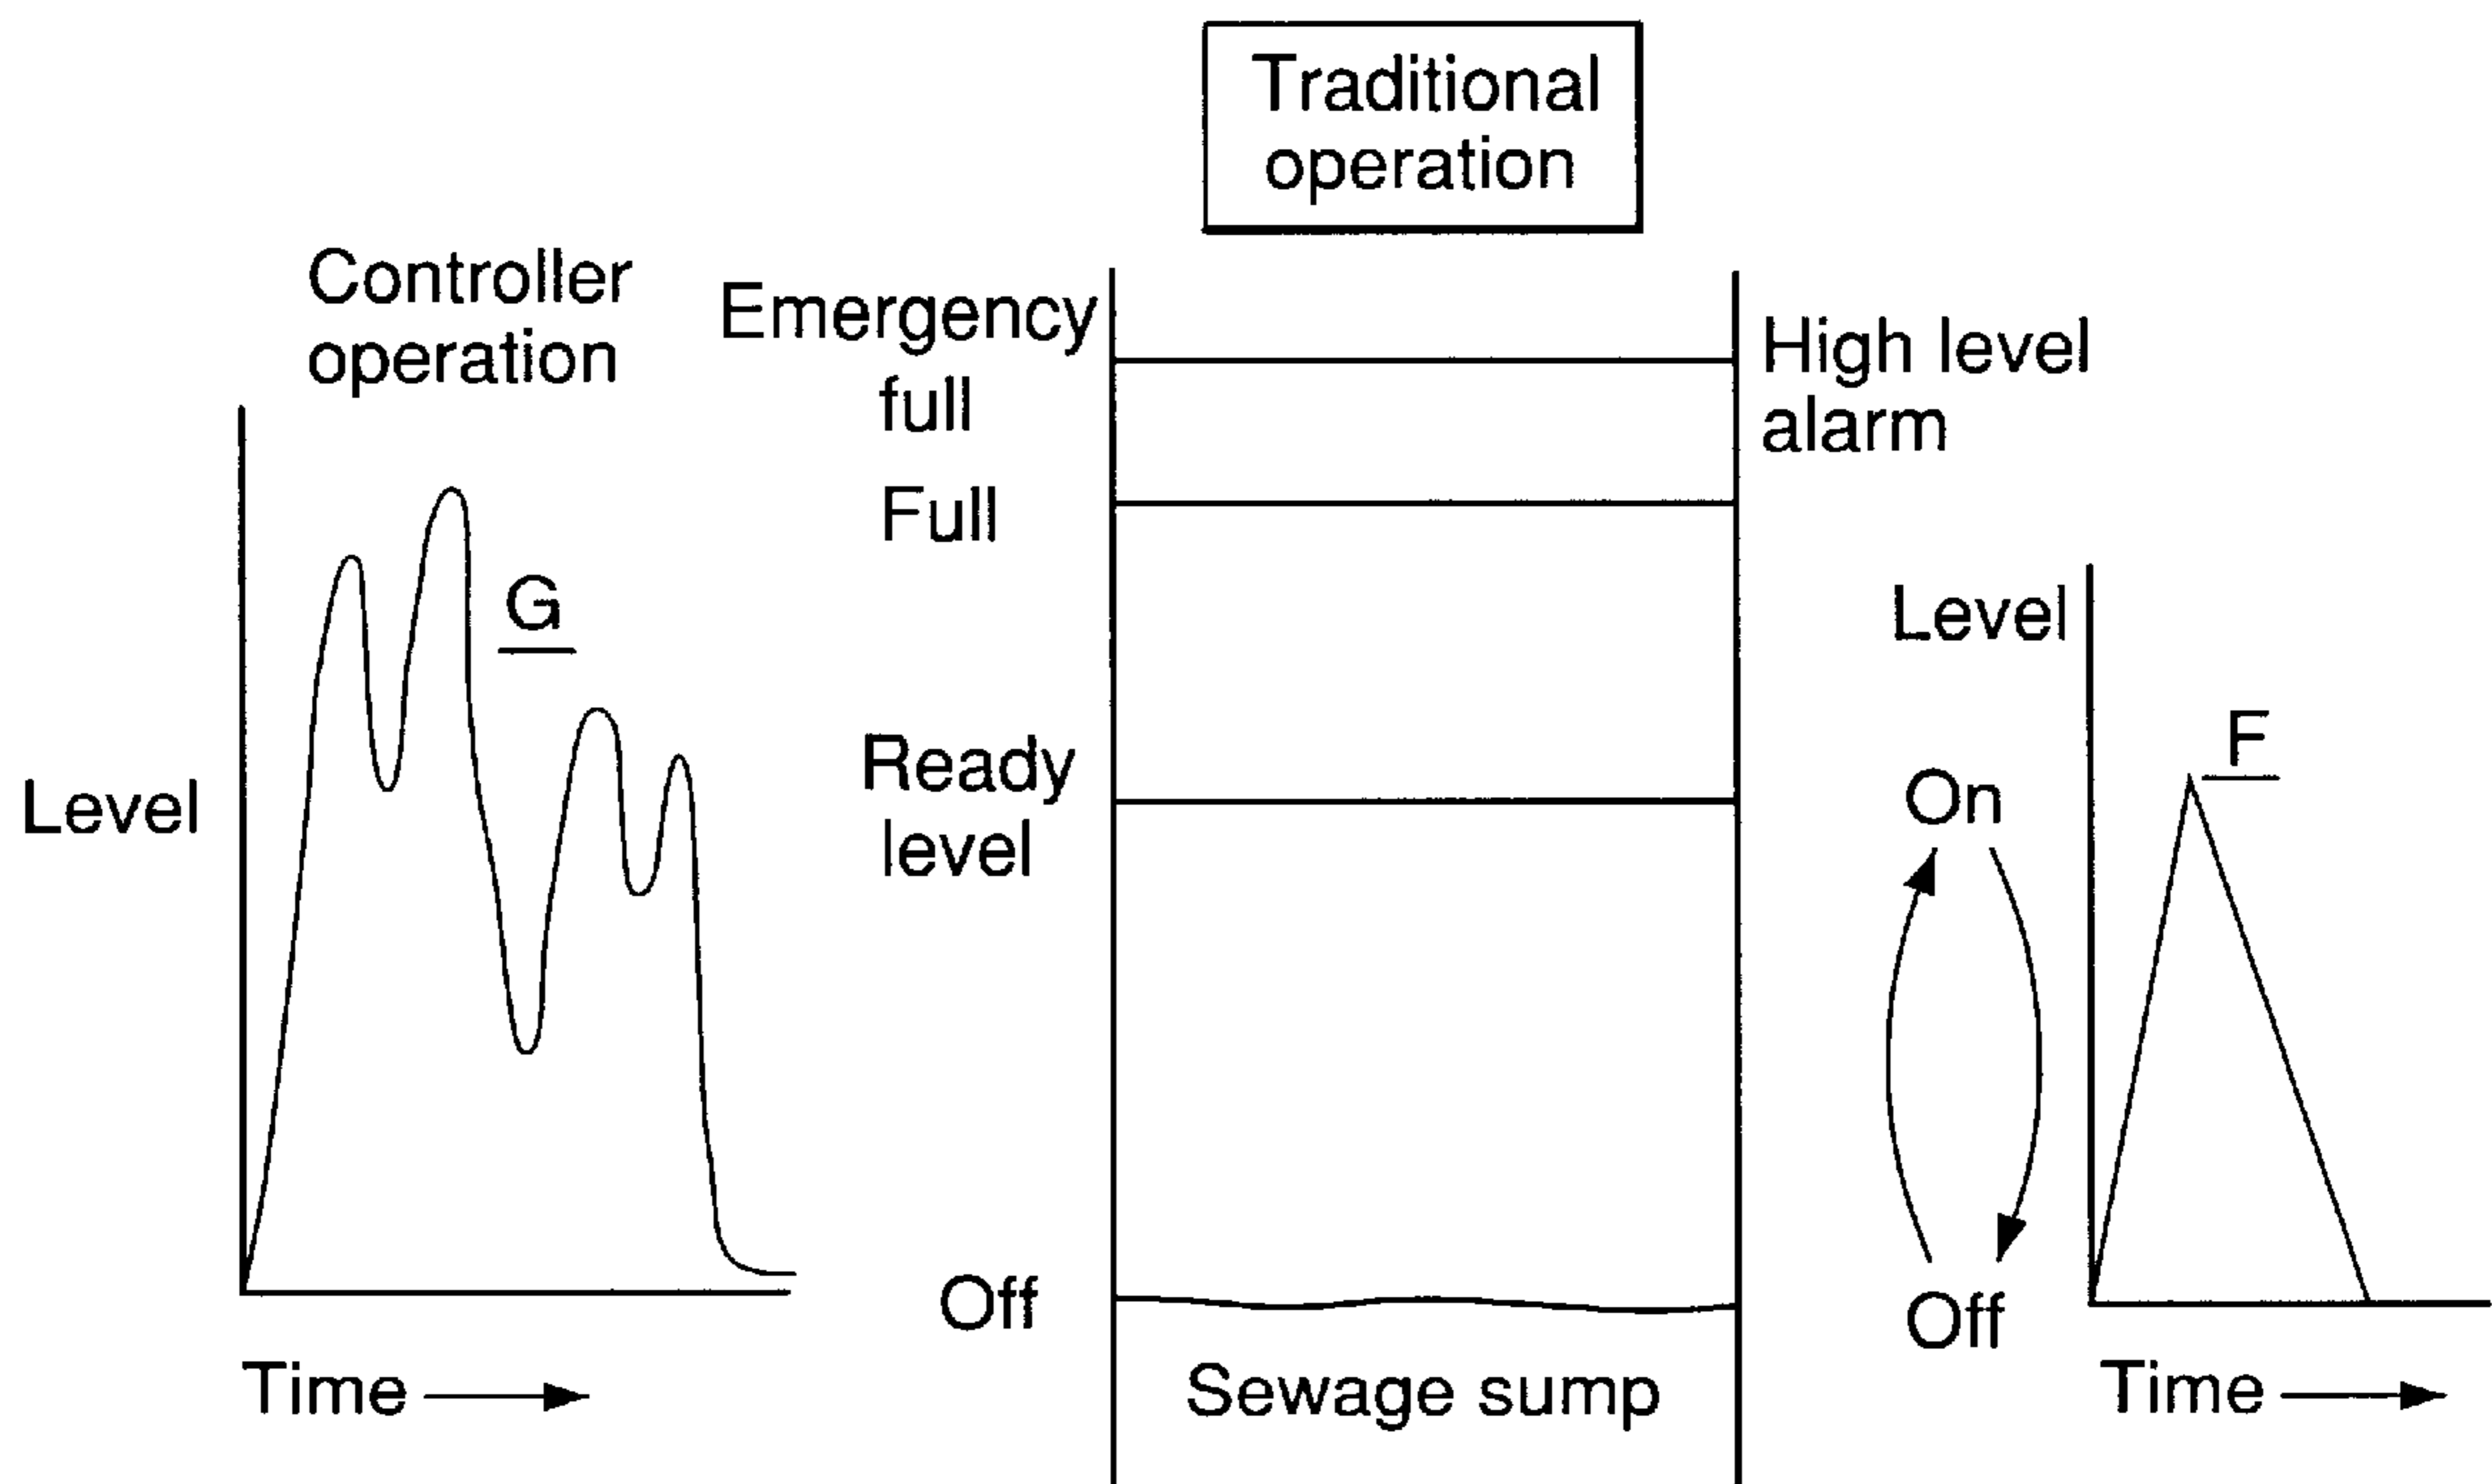 Traditional
operation
Controller
operation
Emergency
full
High level
alarm
Full
G
Level
F
Ready
level
On
Level
Off
Off
Sewage sump
Time
Time